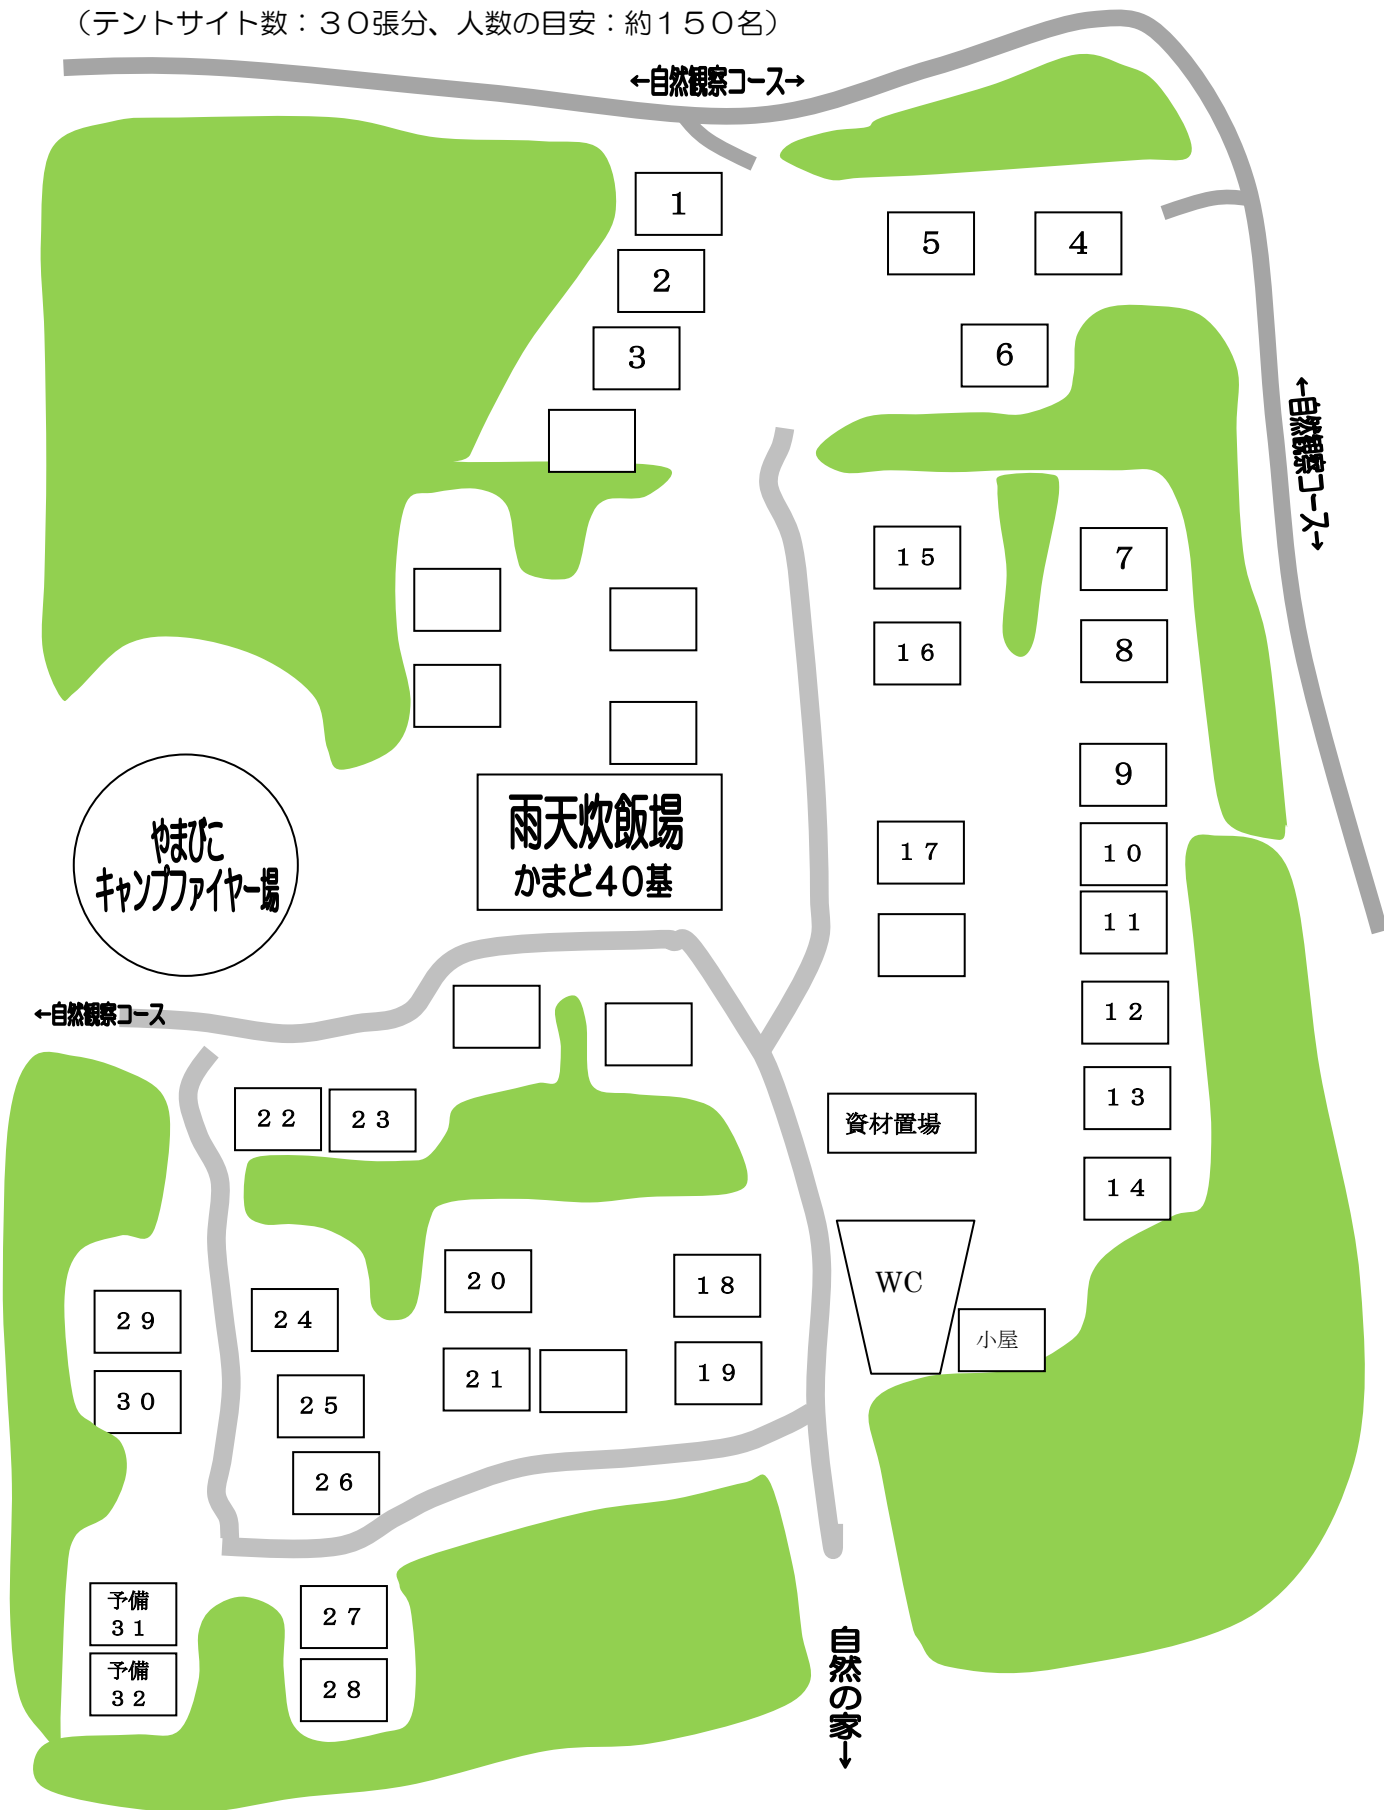 （テントサイト数：３０張分、人数の目安：約１５０名）
←自然観察コース→
１
２
３
５
４
６
←自然観察コース→
１５
７
１６
８
９
やまびこ
キャンプファイヤー場
雨天炊飯場
かまど４０基
１７
１０
１１
１２
←自然観察コース
２２
２３
資材置場
１３
１４
２９
２４
２０
１８
WC
小屋
３０
２５
２１
１９
２６
予備
３１
２７
予備
３２
２８
自然の家→